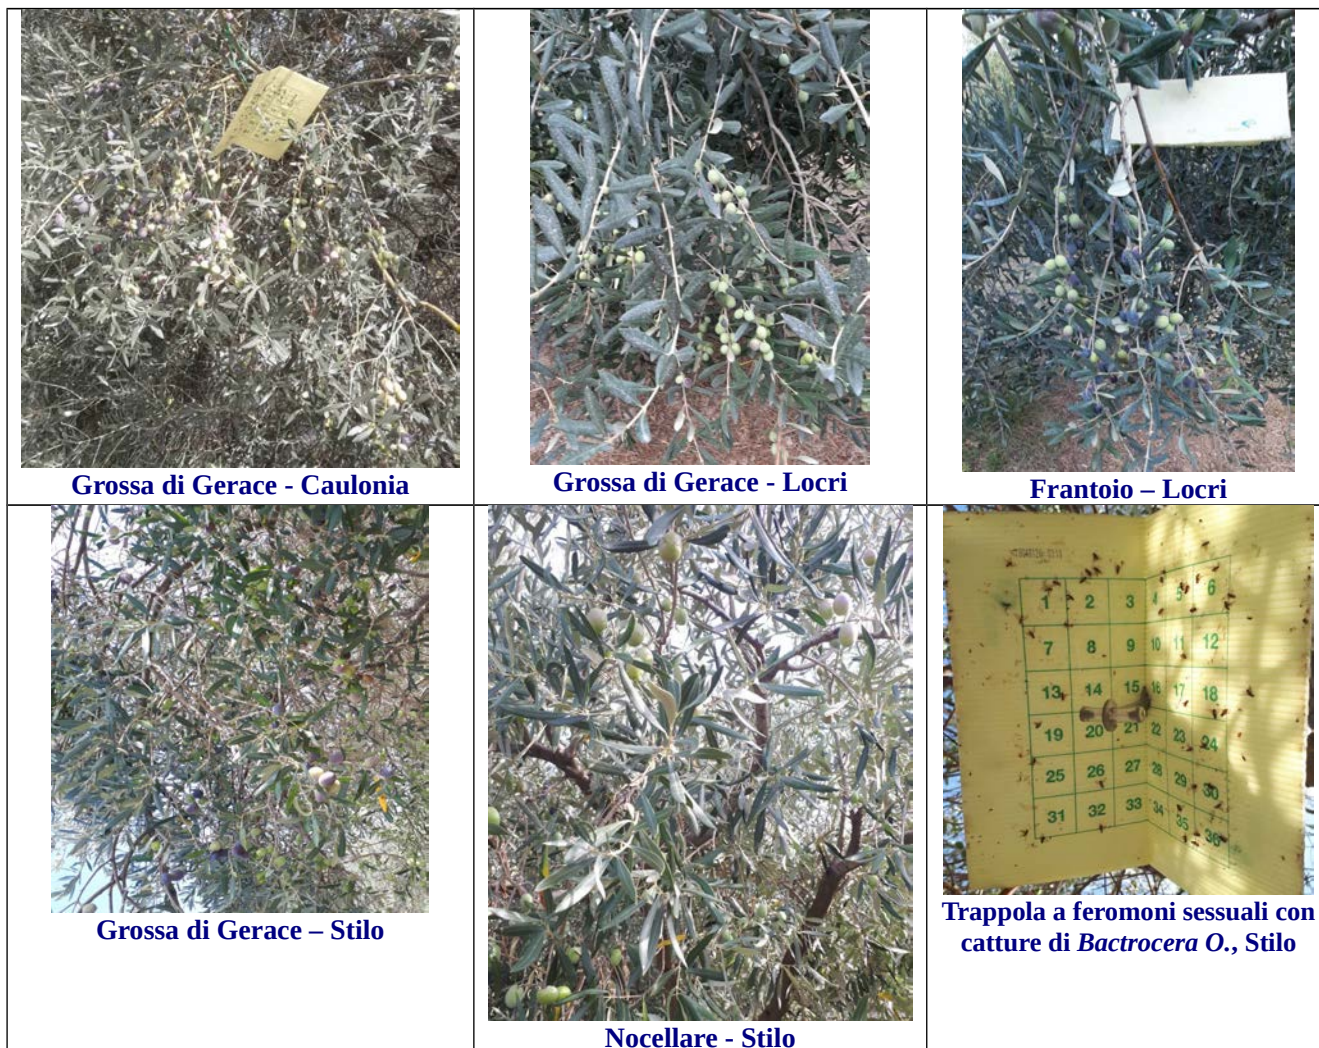 Grossa di Gerace - Caulonia
Grossa di Gerace - Locri
Frantoio – Locri
Grossa di Gerace – Stilo
Nocellare - Stilo
1 2 3 4 5 6
7 8 9 10 11 12
13 14 15 16 17 18
19 20 21 22 23 24
25 26 27 28 29 30
31 32 33 34 35 36
Trappola a feromoni sessuali con
catture di Bactrocera O., Stilo